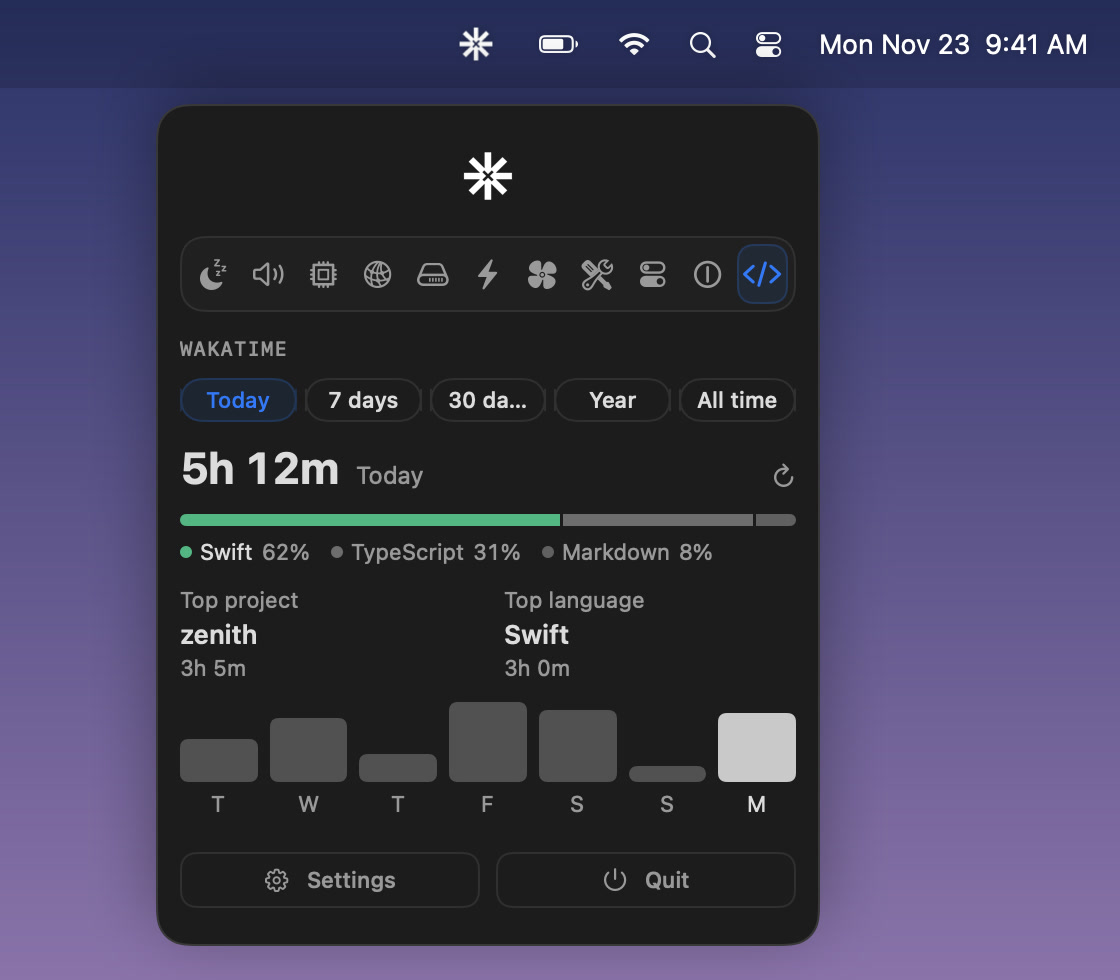 Mon Nov 23 9:41 AM
WAKATIME
Today 7 days 30 da... Year All time
5h 12m Today
Swift 62% TypeScript 31% Markdown 8%
Top project Top language
zenith Swift
3h 5m 3h 0m
T W T F S S M
Settings Quit